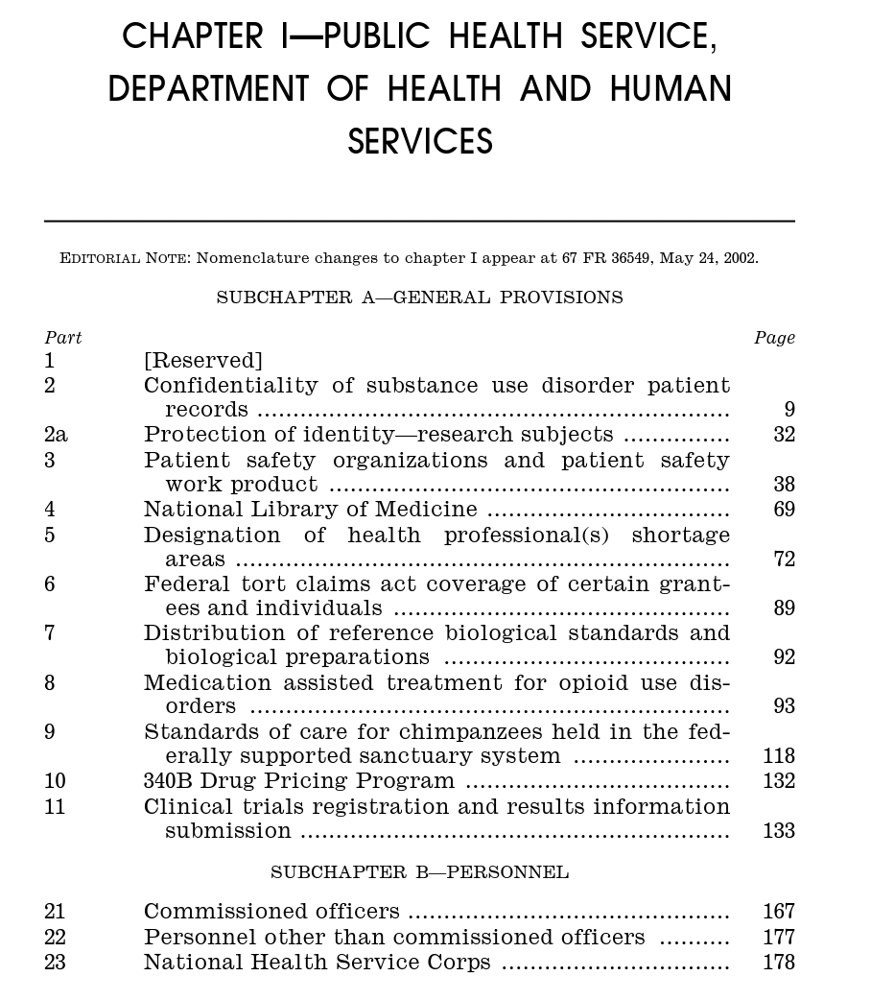 CHAPTER I—PUBLIC HEALTH SERVICE,
DEPARTMENT OF HEALTH AND HUMAN
SERVICES
EDITORIAL NOTE: Nomenclature changes to chapter I appear at 67 FR 36549, May 24, 2002.
SUBCHAPTER A—GENERAL PROVISIONS
Part Page
1 [Reserved]
2 Confidentiality of substance use disorder patient
records .................................................................. 9
2a Protection of identity—research subjects ............... 32
3 Patient safety organizations and patient safety
work product ........................................................ 38
4 National Library of Medicine .................................. 69
5 Designation of health professional(s) shortage
areas ..................................................................... 72
6 Federal tort claims act coverage of certain grant-
ees and individuals ............................................... 89
7 Distribution of reference biological standards and
biological preparations ........................................ 92
8 Medication assisted treatment for opioid use dis-
orders ................................................................... 93
9 Standards of care for chimpanzees held in the fed-
erally supported sanctuary system ...................... 118
10 340B Drug Pricing Program ..................................... 132
11 Clinical trials registration and results information
submission ............................................................ 133
SUBCHAPTER B—PERSONNEL
21 Commissioned officers ............................................. 167
22 Personnel other than commissioned officers .......... 177
23 National Health Service Corps ................................ 178